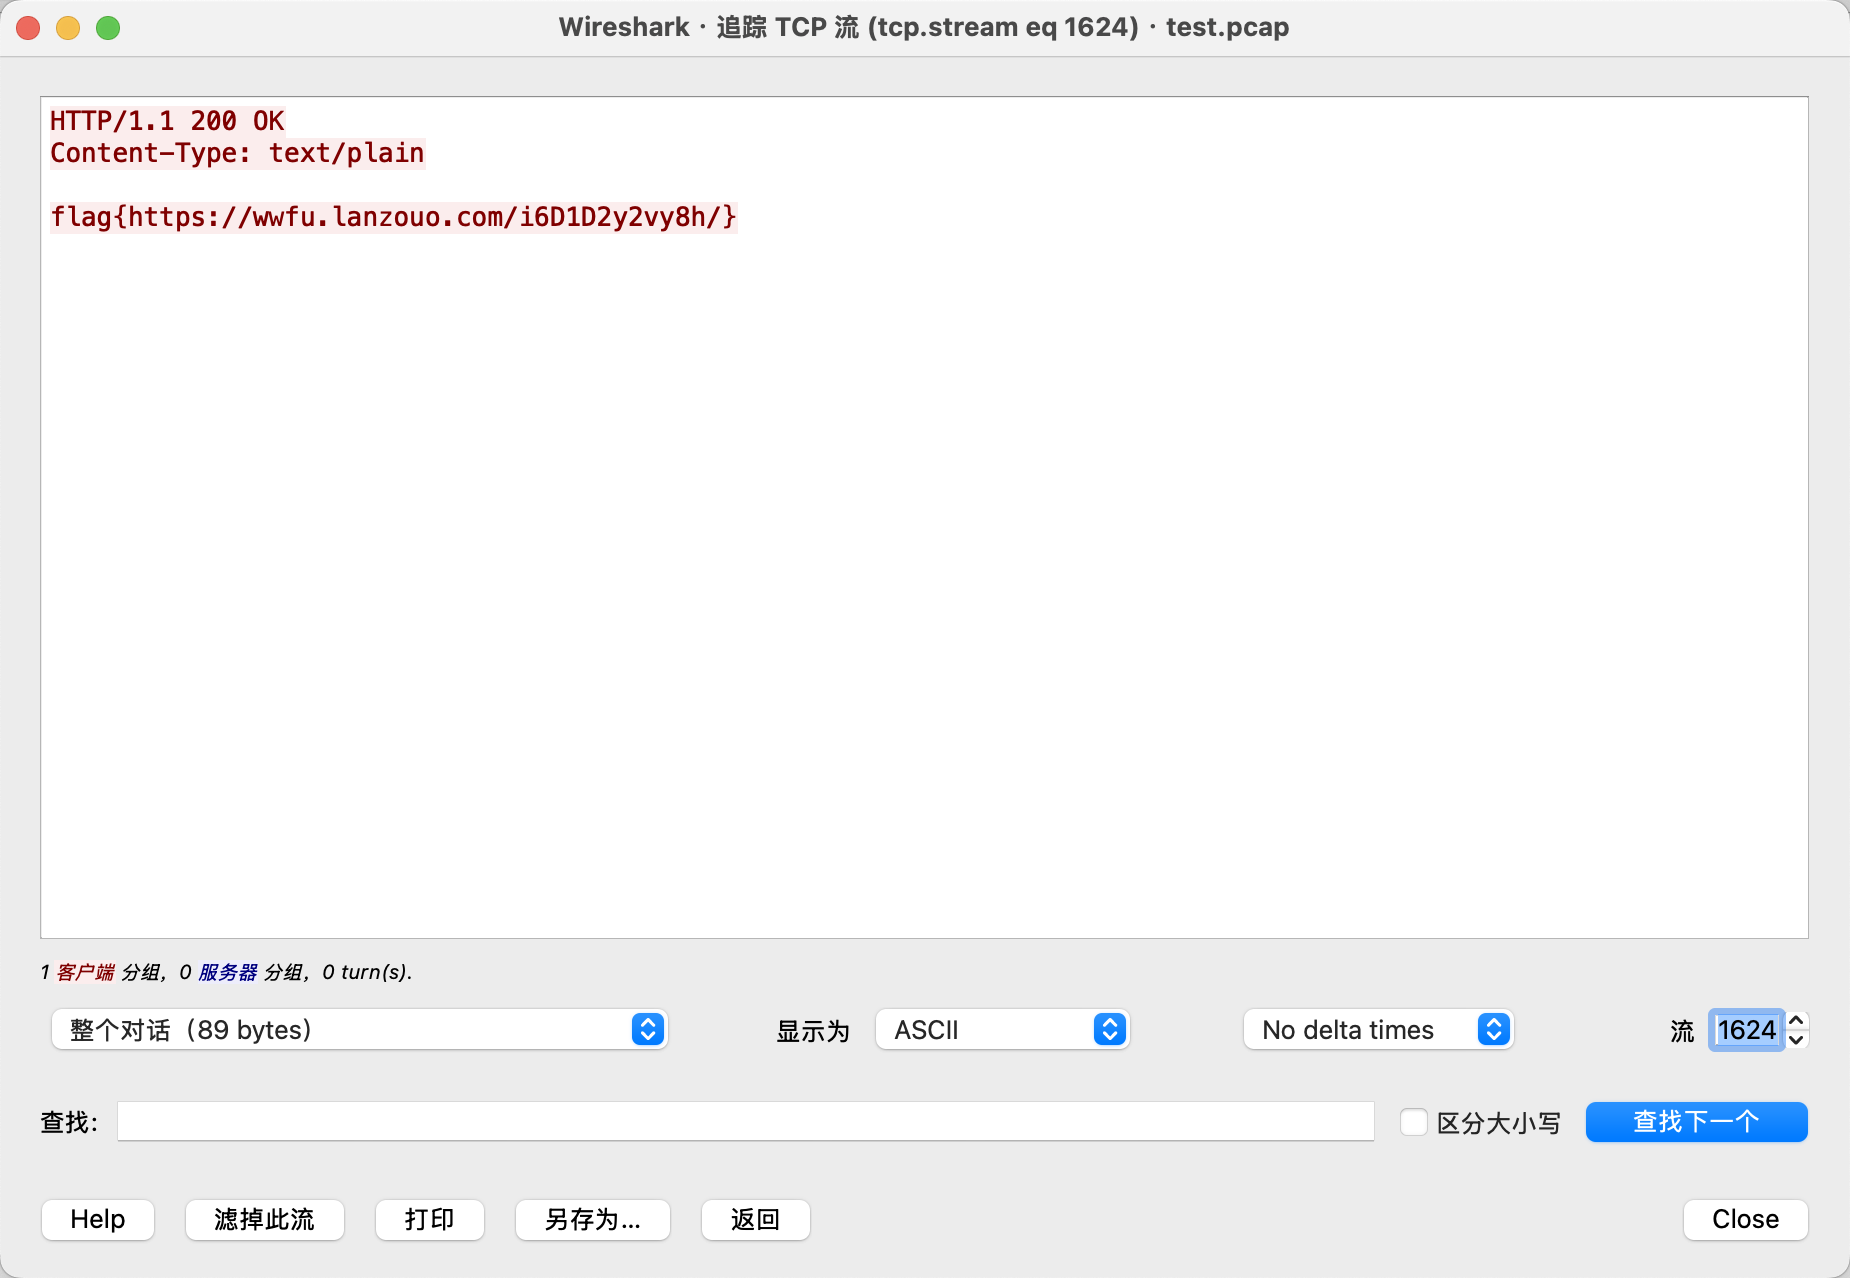 Wireshark · 追踪 TCP 流 (tcp.stream eq 1624) · test.pcap
HTTP/1.1 200 OK
Content-Type: text/plain
flag{https://wwfu.lanzouo.com/i6D1D2y2vy8h/}
1 客户端 分组, 0 服务器 分组, 0 turn(s).
整个对话 (89 bytes) 显示为 ASCII No delta times 流 1624
查找: 区分大小写 查找下一个
Help 滤掉此流 打印 另存为... 返回 Close